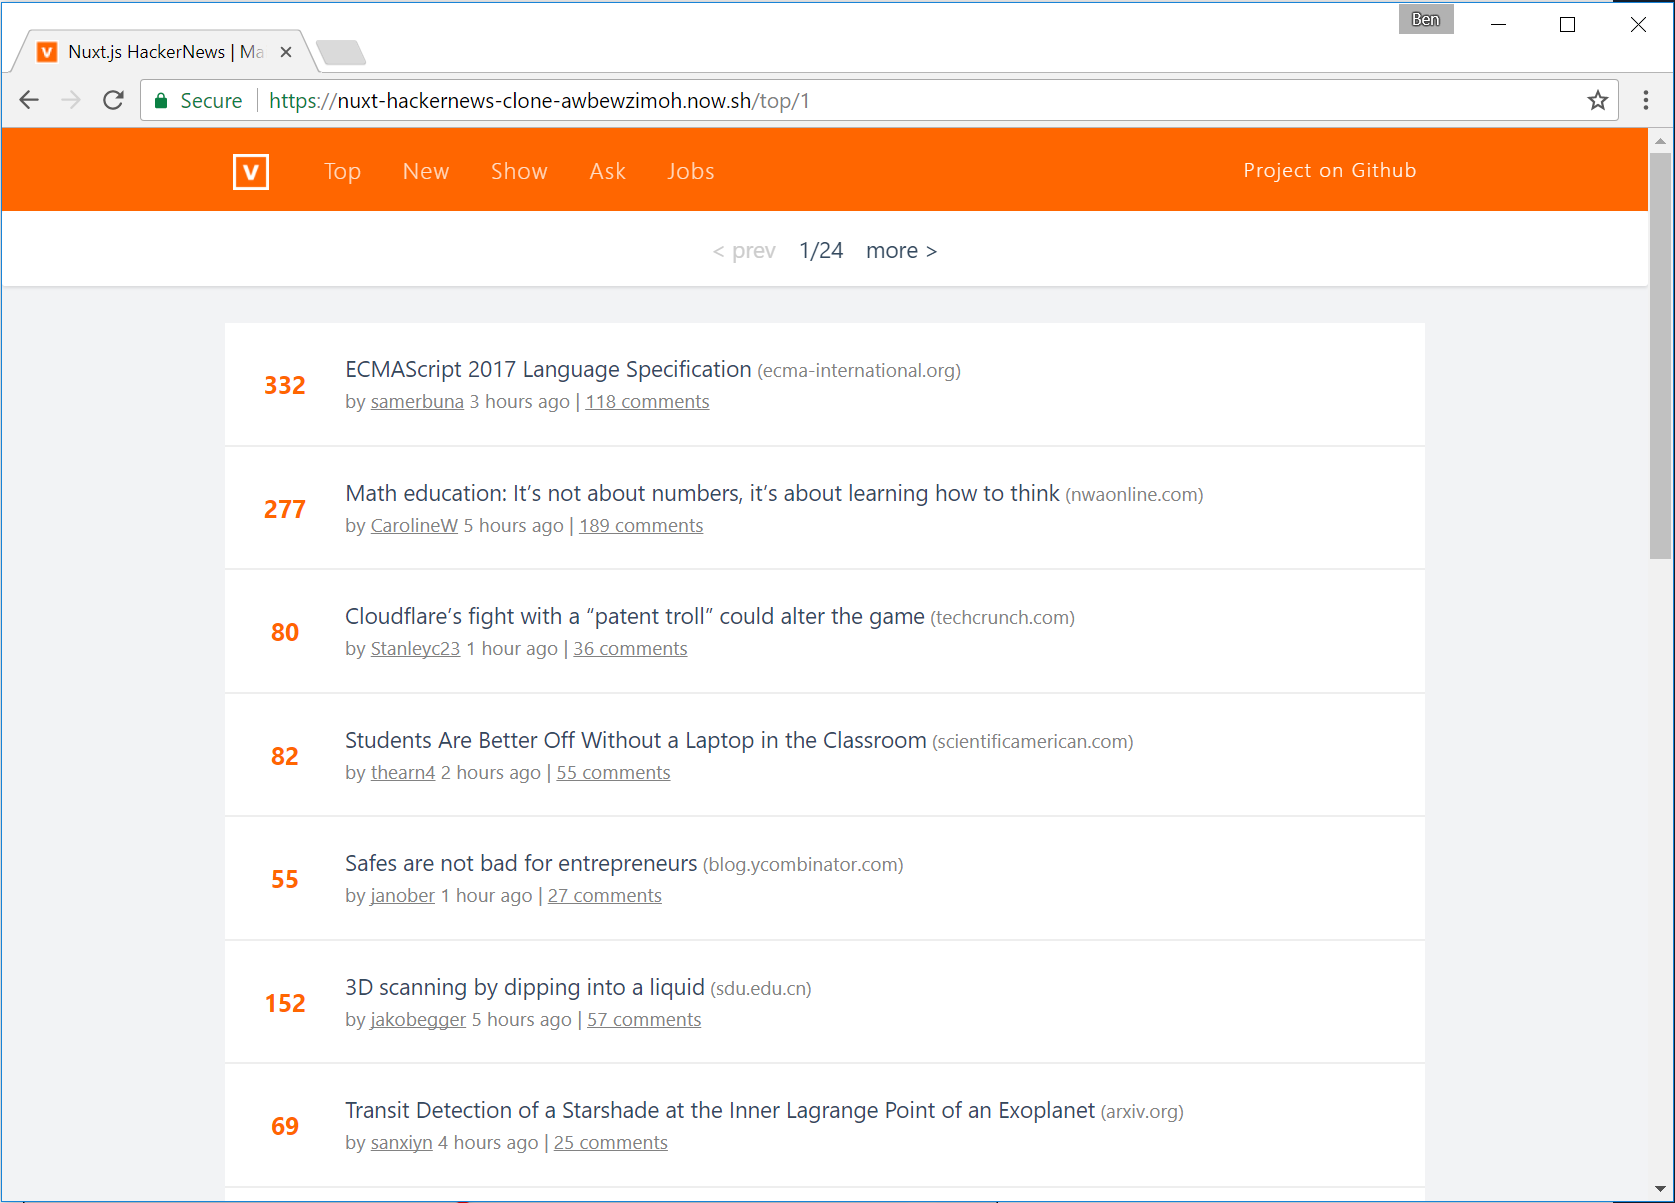 Ben
Nuxt.js HackerNews | Ma
Secure https://nuxt-hackernews-clone-awbewzimoh.now.sh/top/1
V Top New Show Ask Jobs Project on Github
< prev 1/24 more >
332 ECMAScript 2017 Language Specification (ecma-international.org)
by samerbuna 3 hours ago | 118 comments
277 Math education: It’s not about numbers, it’s about learning how to think (nwaonline.com)
by CarolineW 5 hours ago | 189 comments
80 Cloudflare’s fight with a “patent troll” could alter the game (techcrunch.com)
by Stanleyc23 1 hour ago | 36 comments
82 Students Are Better Off Without a Laptop in the Classroom (scientificamerican.com)
by thearn4 2 hours ago | 55 comments
55 Safes are not bad for entrepreneurs (blog.ycombinator.com)
by janober 1 hour ago | 27 comments
152 3D scanning by dipping into a liquid (sdu.edu.cn)
by jakobegger 5 hours ago | 57 comments
69 Transit Detection of a Starshade at the Inner Lagrange Point of an Exoplanet (arxiv.org)
by sanxiyn 4 hours ago | 25 comments